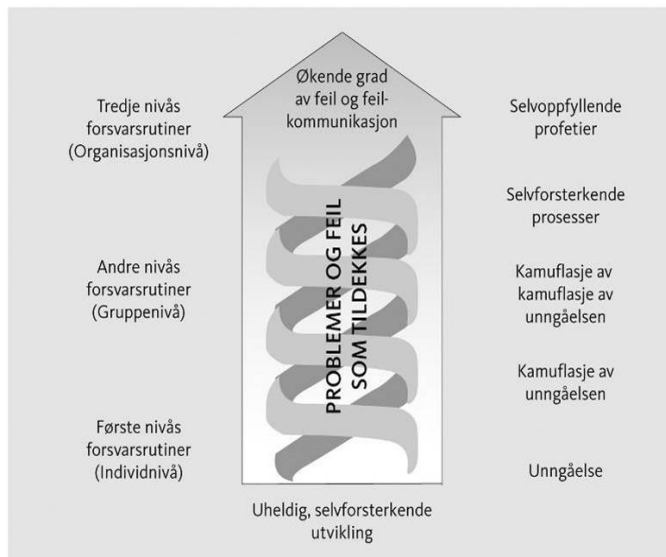 Økende grad
av feil og feil-
kommunikasjon
Tredje nivås
forsvarsrutiner
(Organisasjonsnivå)
Andre nivås
forsvarsrutiner
(Gruppenivå)
Første nivås
forsvarsrutiner
(Individnivå)
PROBLEMER OG FEIL
SOM TILDEKKES
Selvoppfyllende
profetier
Selvforsterkende
prosesser
Kamuflasje av
kamuflasje av
unngåelsen
Kamuflasje av
unngåelsen
Unngåelse
Uheldig, selvforsterkende
utvikling